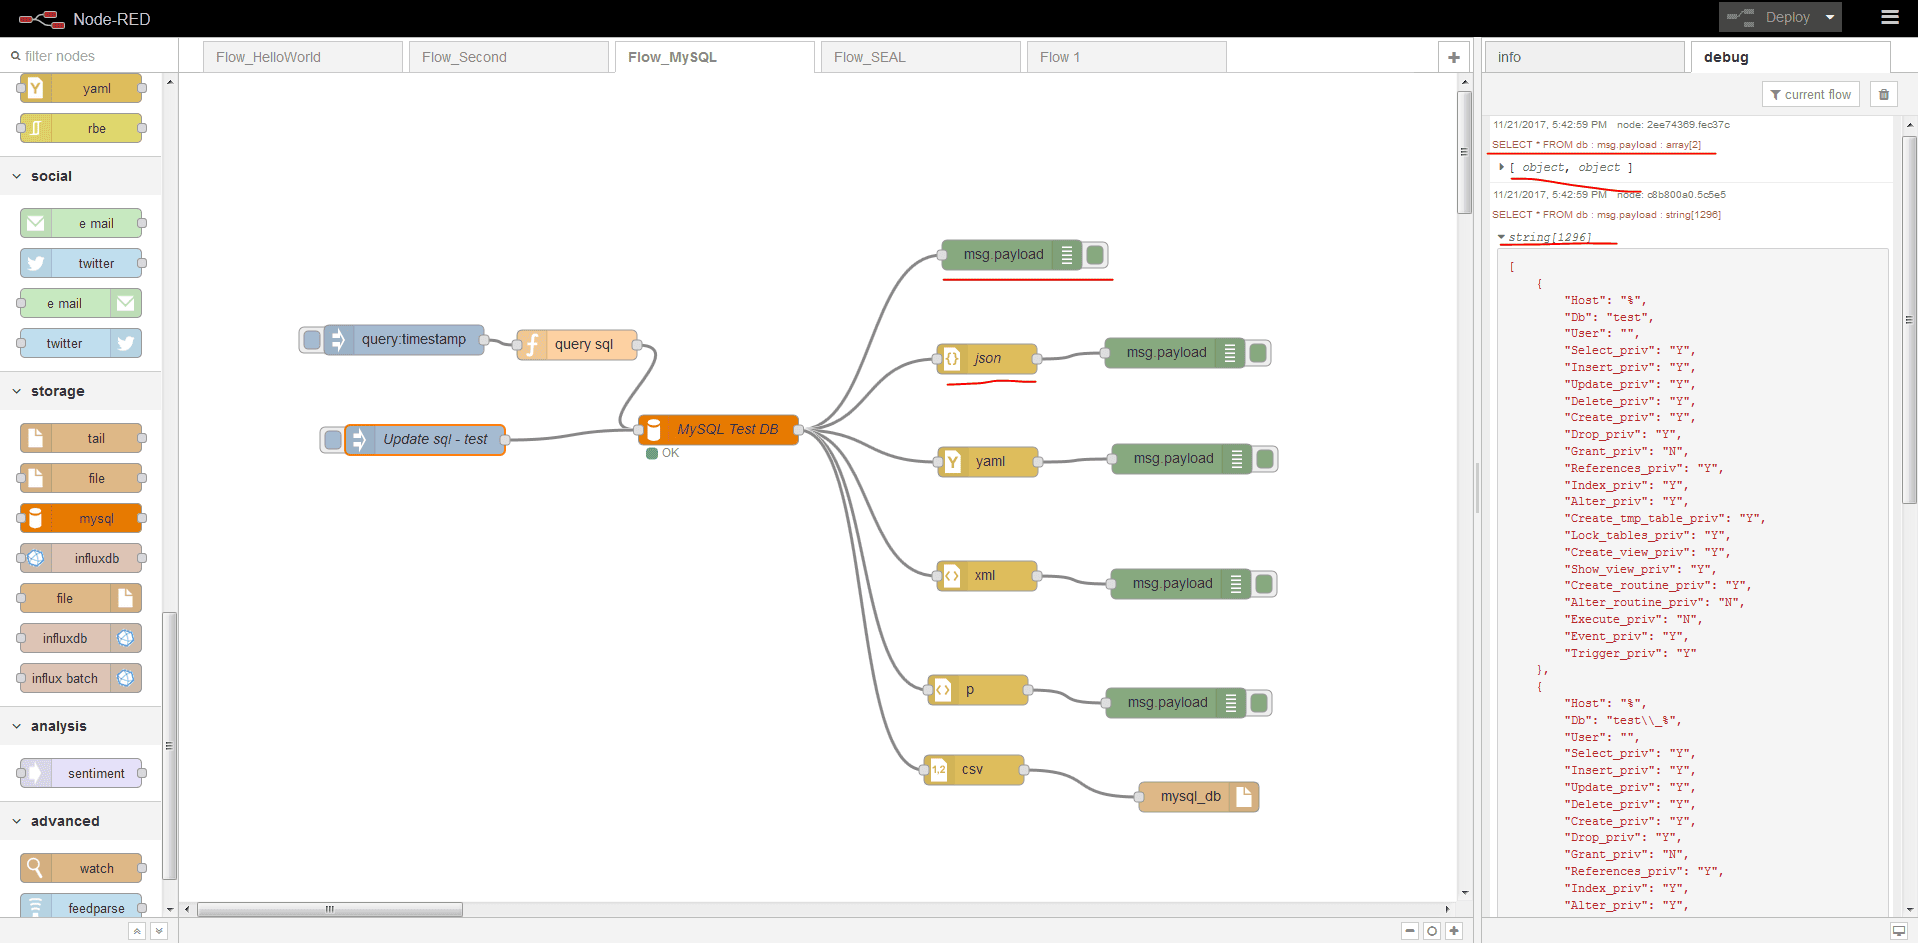 Node-RED
Deploy
filter nodes
Flow_HelloWorld
Flow_Second
Flow_MySQL
Flow_SEAL
Flow 1
info
debug
yaml
rbe
social
e mail
twitter
e mail
twitter
storage
tail
file
mysql
influxdb
file
influxdb
influx batch
analysis
sentiment
advanced
watch
feedparse
query:timestamp
query sql
Update sql - test
MySQL Test DB
OK
msg.payload
json
msg.payload
yaml
msg.payload
xml
msg.payload
p
msg.payload
csv
1,2
mysql_db
current flow
11/21/2017, 5:42:59 PM node: 2ee74369.fec37c
SELECT * FROM db : msg.payload : array[2]
[ object, object ]
11/21/2017, 5:42:59 PM node: c8b800a0.5c5e5
SELECT * FROM db : msg.payload : string[1296]
string[1296]
[
{
"Host": "%",
"Db": "test",
"User": "",
"Select_priv": "Y",
"Insert_priv": "Y",
"Update_priv": "Y",
"Delete_priv": "Y",
"Create_priv": "Y",
"Drop_priv": "Y",
"Grant_priv": "N",
"References_priv": "Y",
"Index_priv": "Y",
"Alter_priv": "Y",
"Create_tmp_table_priv": "Y",
"Lock_tables_priv": "Y",
"Create_view_priv": "Y",
"Show_view_priv": "Y",
"Create_routine_priv": "Y",
"Alter_routine_priv": "N",
"Execute_priv": "N",
"Event_priv": "Y",
"Trigger_priv": "Y"
},
{
"Host": "%",
"Db": "test\\_%",
"User": "",
"Select_priv": "Y",
"Insert_priv": "Y",
"Update_priv": "Y",
"Delete_priv": "Y",
"Create_priv": "Y",
"Drop_priv": "Y",
"Grant_priv": "N",
"References_priv": "Y",
"Index_priv": "Y",
"Alter_priv": "Y",